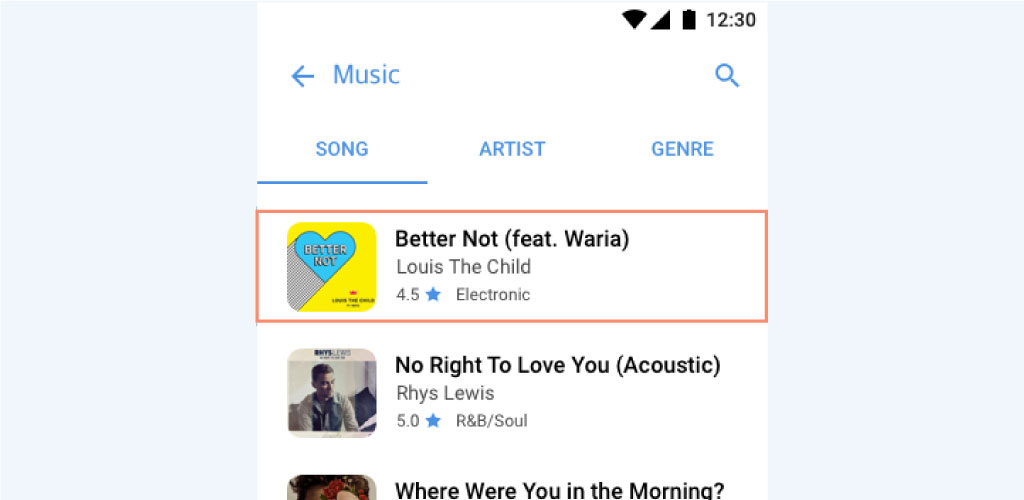 12:30
Music
SONG
ARTIST
GENRE
BETTER
NOT
LOUIS THE CHILD
Better Not (feat. Waria)
Louis The Child
4.5 Electronic
RHYS LEWIS
No Right To Love You (Acoustic)
Rhys Lewis
5.0 R&B/Soul
Where Were You in the Morning?